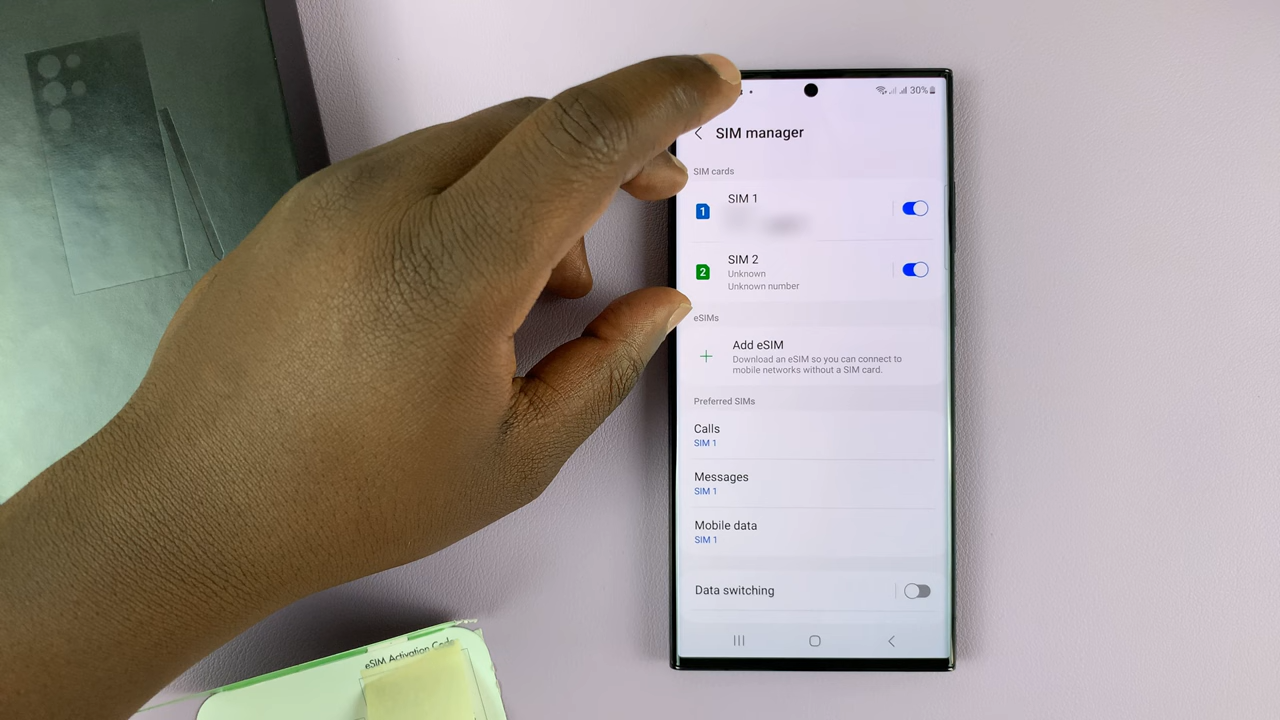 30%
SIM manager
SIM cards
1
SIM 1
SIM 2
2
Unknown
Unknown number
eSIMs
Add eSIM
Download an eSIM so you can connect to
mobile networks without a SIM card.
Preferred SIMs
Calls
SIM 1
Messages
SIM 1
Mobile data
SIM 1
Data switching
eSIM Activation Code